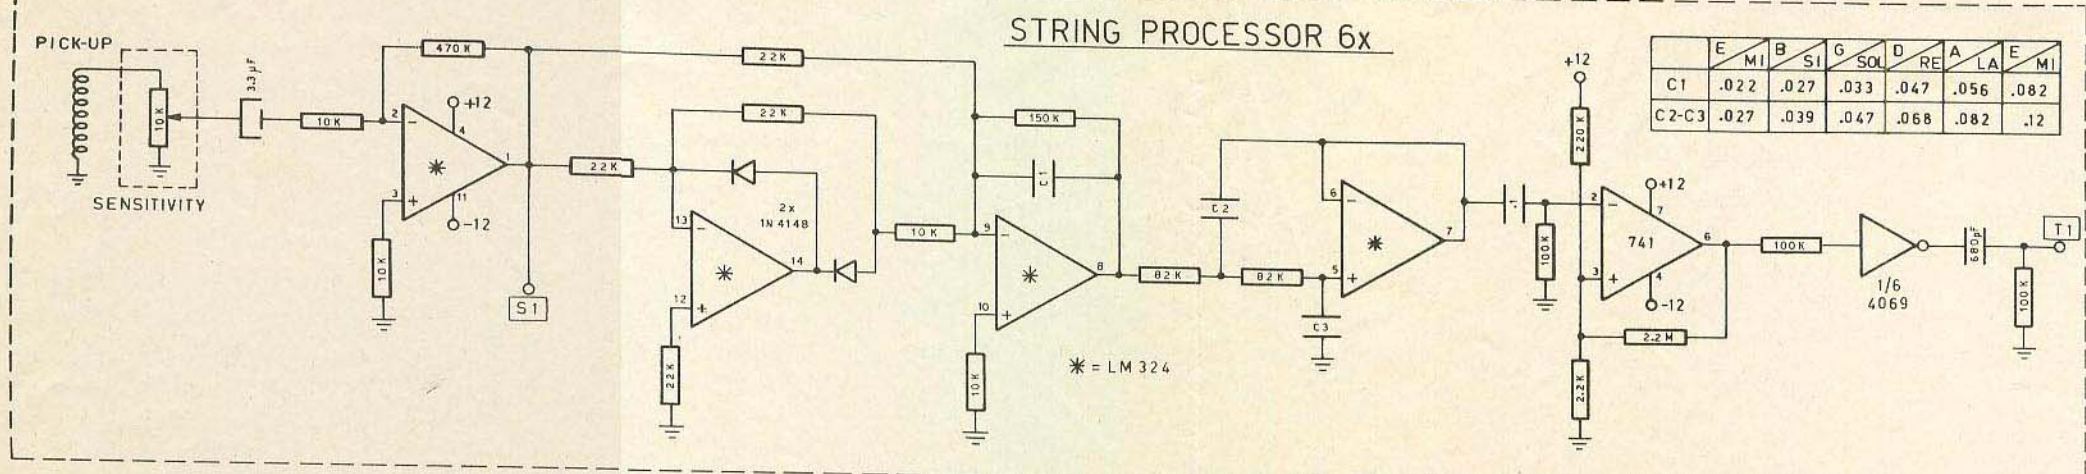 STRING PROCESSOR 6x
PICK-UP
10K
SENSITIVITY
3.3 µF
10K
470K
2
3
+12
4
1
11
-12
10K
S1
22K
22K
22K
2x
1N 4148
13
12
14
22K
10K
150K
C1
9
10
8
10K
✳ = LM 324
82K
82K
C2
C3
6
5
7
.1
100K
+12
220K
2
3
+12
7
741
6
4
-12
2.2M
2.2K
100K
1/6
4069
680pF
100K
T1
E/MI B/SI G/SOL D/RE A/LA E/MI
C1 .022 .027 .033 .047 .056 .082
C2-C3 .027 .039 .047 .068 .082 .12